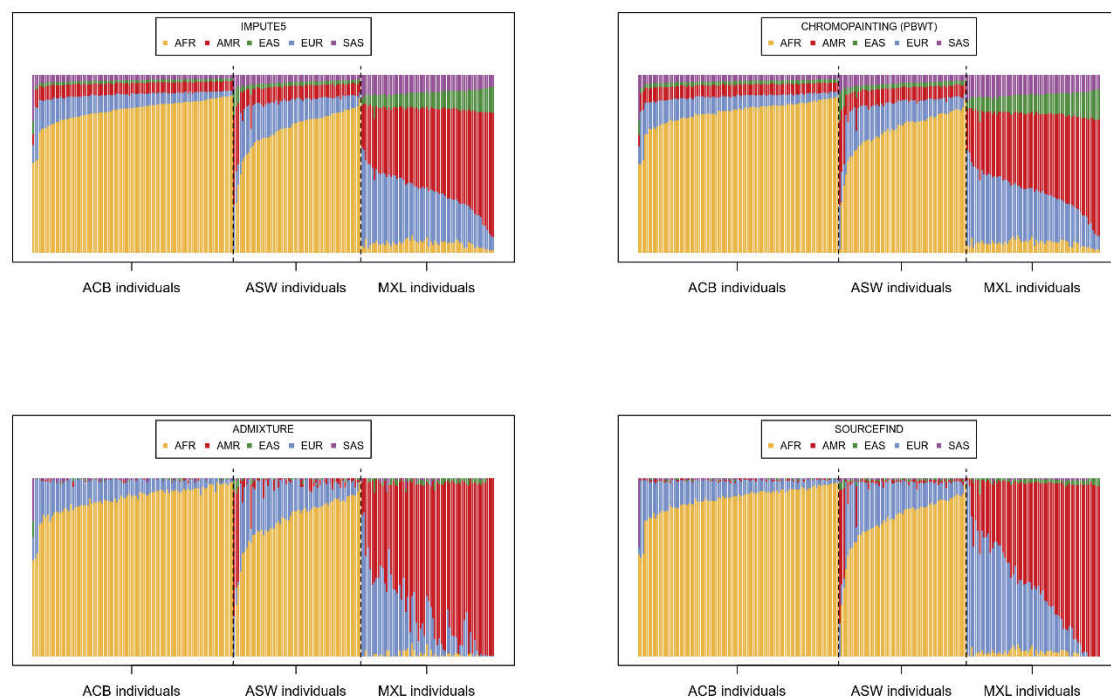 IMPUTE5
AFR AMR EAS EUR SAS
ACB individuals ASW individuals MXL individuals
CHROMOPAINTING (PBWT)
AFR AMR EAS EUR SAS
ACB individuals ASW individuals MXL individuals
ADMIXTURE
AFR AMR EAS EUR SAS
ACB individuals ASW individuals MXL individuals
SOURCEFIND
AFR AMR EAS EUR SAS
ACB individuals ASW individuals MXL individuals